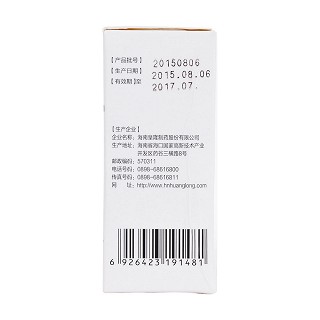 【产品批号】 20150806
【生产日期】 2015.08.06
【有效期】至 2017.07.
【生产企业】
企业名称：海南皇隆制药股份有限公司
生产地址：海南省海口国家高新技术产业
开发区药谷三横路8号
邮政编码：570311
电话号码：0898-68616800
传真号码：0898-68616811
网　　址：http://www.hnhuanglong.com
6 926423 191481